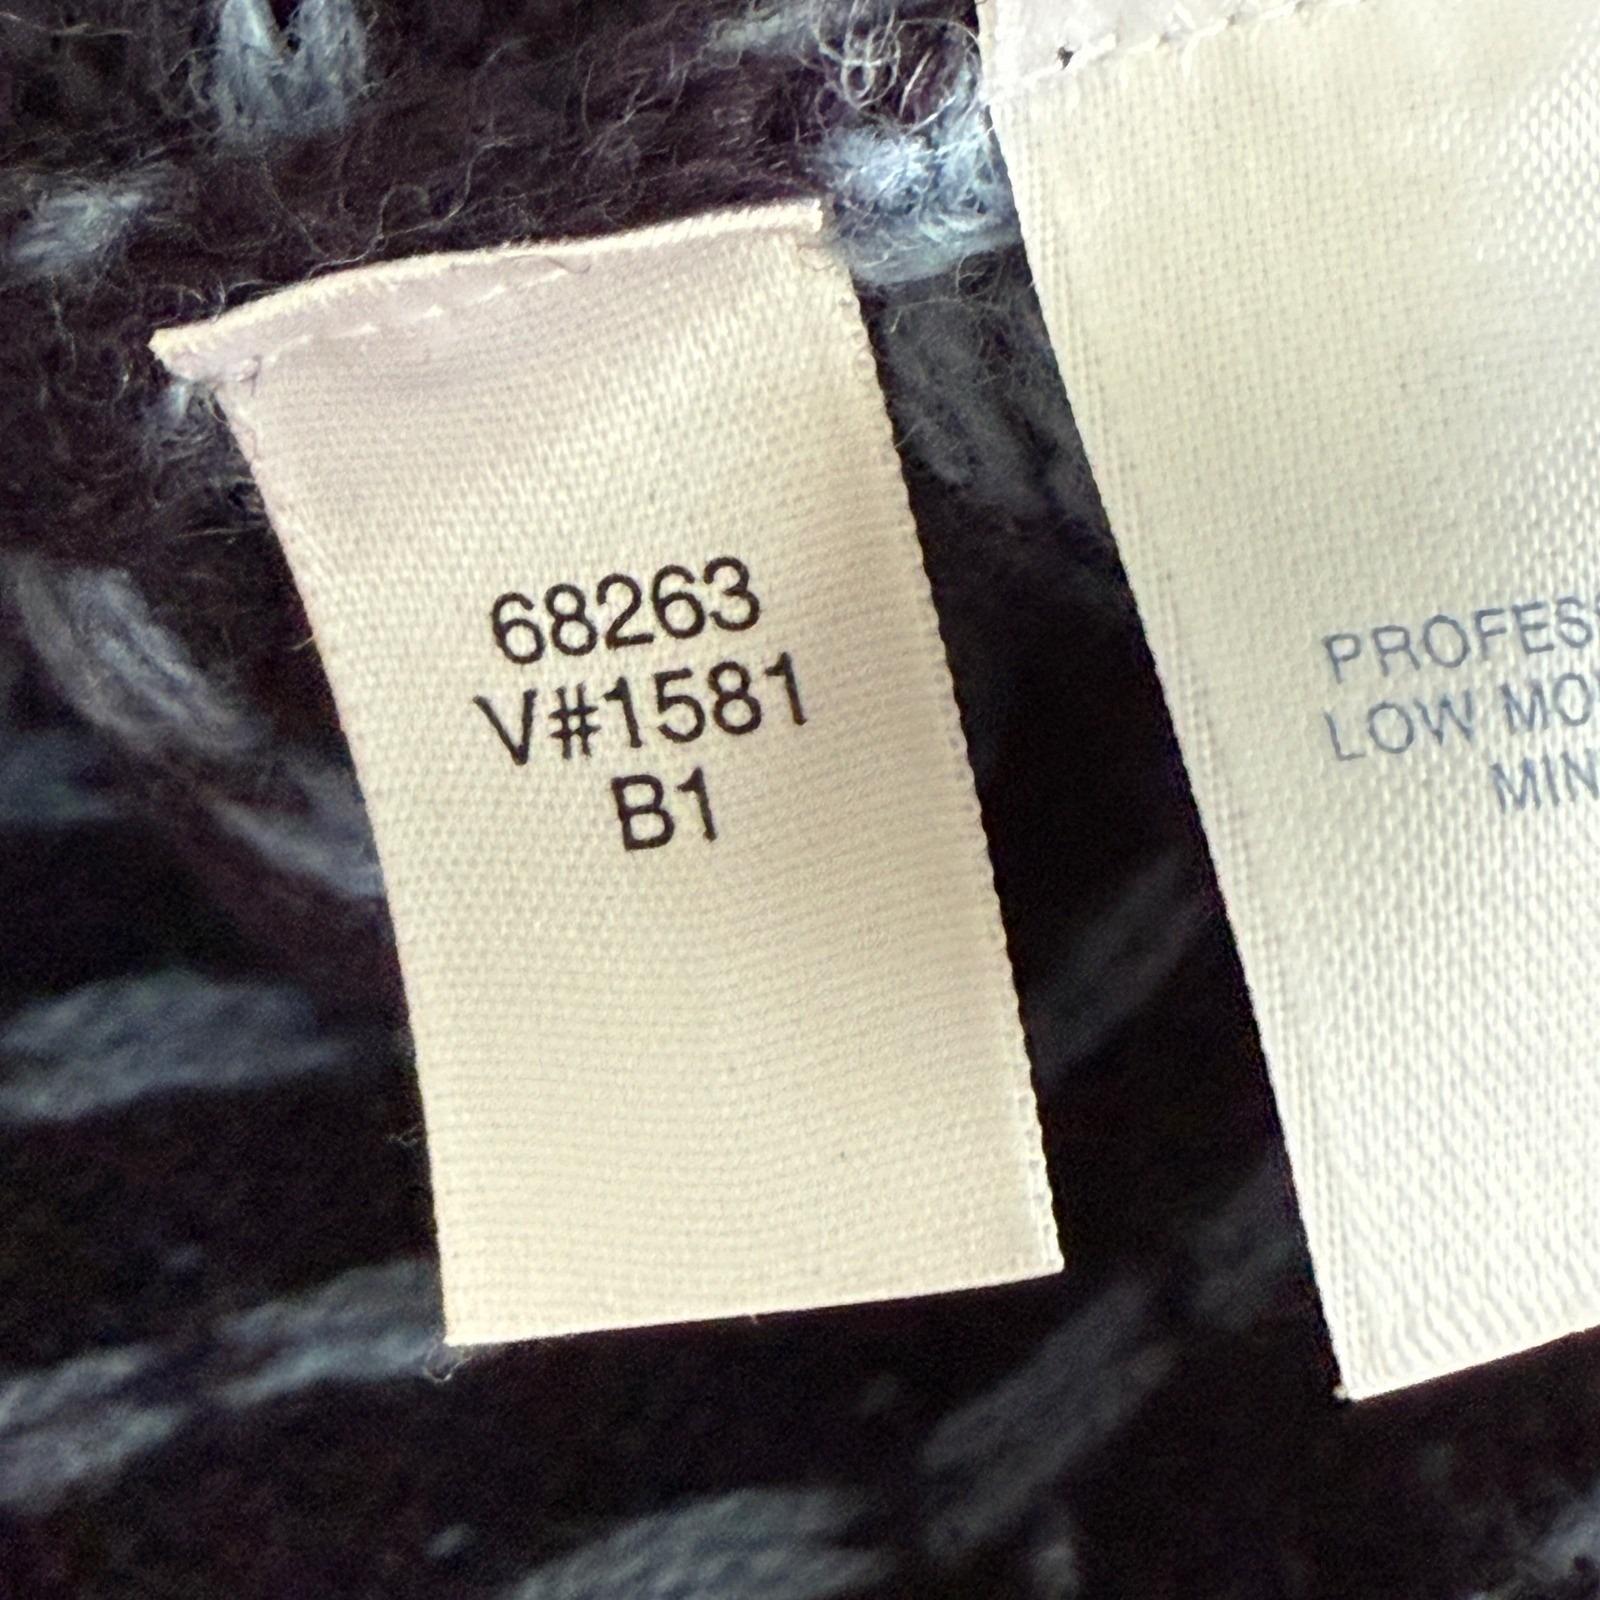 68263
V#1581
B1
PROFES
LOW MO
MIN